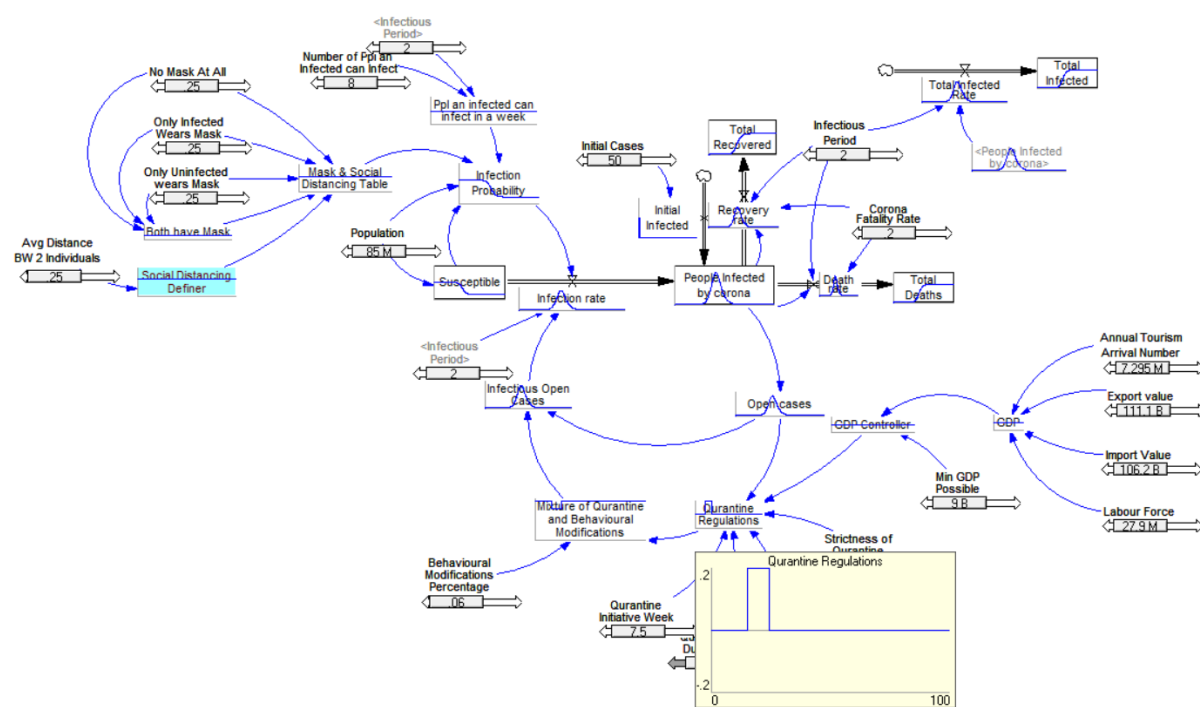 <Infectious
Period>
2
Number of Ppl an
Infected can Infect
8
No Mask At All
.25
Ppl an infected can
infect in a week
Only Infected
Wears Mask
.25
Only Uninfected
wears Mask
.25
Both have Mask
Mask & Social
Distancing Table
Infection
Probability
Avg Distance
BW 2 Individuals
.25
Social Distancing
Definer
Population
85 M
Susceptible
Initial Cases
50
Initial
Infected
Total
Recovered
Recovery
rate
Infectious
Period
2
Total Infected
Rate
Total
Infected
<People Infected
by corona>
Corona
Fatality Rate
.2
Infection rate
People Infected
by corona
Death
rate
Total
Deaths
<Infectious
Period>
2
Infectious Open
Cases
Open cases
GDP Controller
GDP
Annual Tourism
Arrival Number
7.295 M
Export value
111.1 B
Import Value
106.2 B
Labour Force
27.9 M
Min GDP
Possible
9 B
Mixture of Qurantine
and Behavioural
Modifications
Qurantine
Regulations
Strictness of
Behavioural
Modifications
Percentage
.06
Qurantine
Initiative Week
7.5
Qurantine Regulations
.2
-.2
0
100